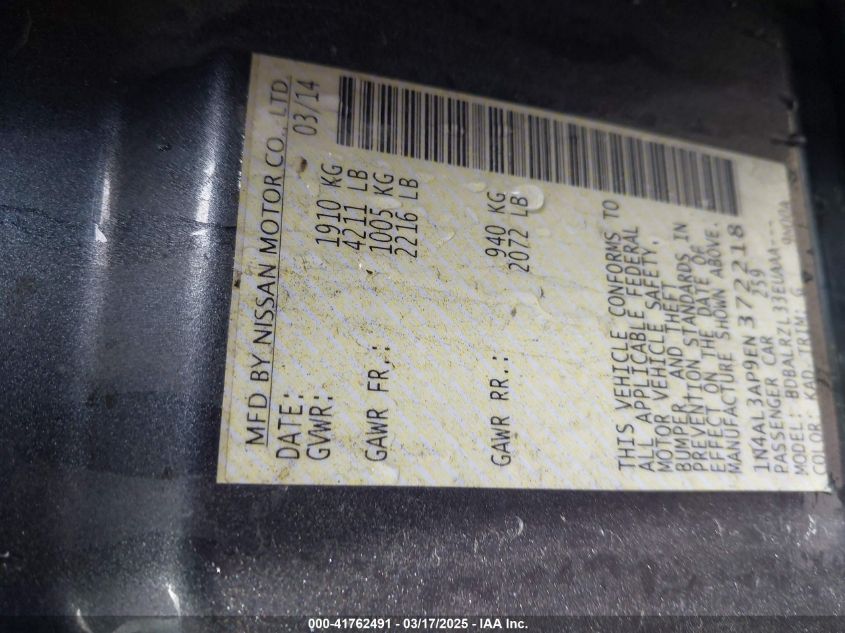 MFD BY NISSAN MOTOR CO., LTD.
DATE: 03/14
GVWR: 1910 KG
4211 LB
GAWR FR.: 1005 KG
2216 LB
GAWR RR.: 940 KG
2072 LB
THIS VEHICLE CONFORMS TO
ALL APPLICABLE FEDERAL
MOTOR VEHICLE SAFETY,
BUMPER AND THEFT
PREVENTION STANDARDS IN
EFFECT ON THE DATE OF
MANUFACTURE SHOWN ABOVE.
1N4AL3AP9EN372218
PASSENGER CAR 259
MODEL: BDBALRZL33EUAAA---
COLOR: KAD TRIM: G
000-41762491 - 03/17/2025 - IAA Inc.